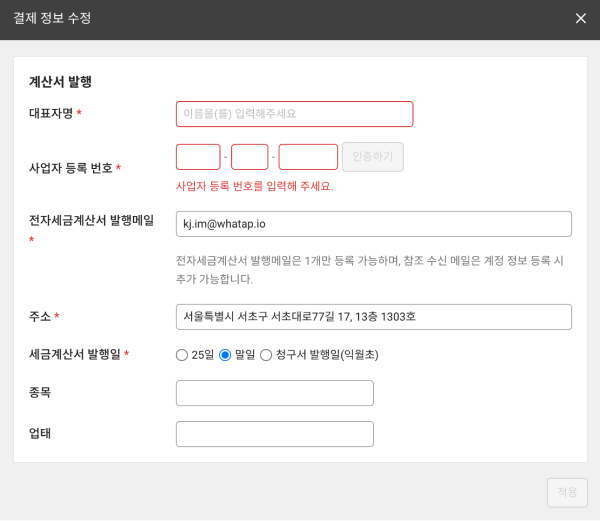 결제 정보 수정
계산서 발행
대표자명 *
이름을(를) 입력해주세요
사업자 등록 번호 *
- - 인증하기
사업자 등록 번호를 입력해 주세요.
전자세금계산서 발행메일
*
kj.im@whatap.io
전자세금계산서 발행메일은 1개만 등록 가능하며, 참조 수신 메일은 계정 정보 등록 시
추가 가능합니다.
주소 *
서울특별시 서초구 서초대로77길 17, 13층 1303호
세금계산서 발행일 *
25일 말일 청구서 발행일(익월초)
종목
업태
적용